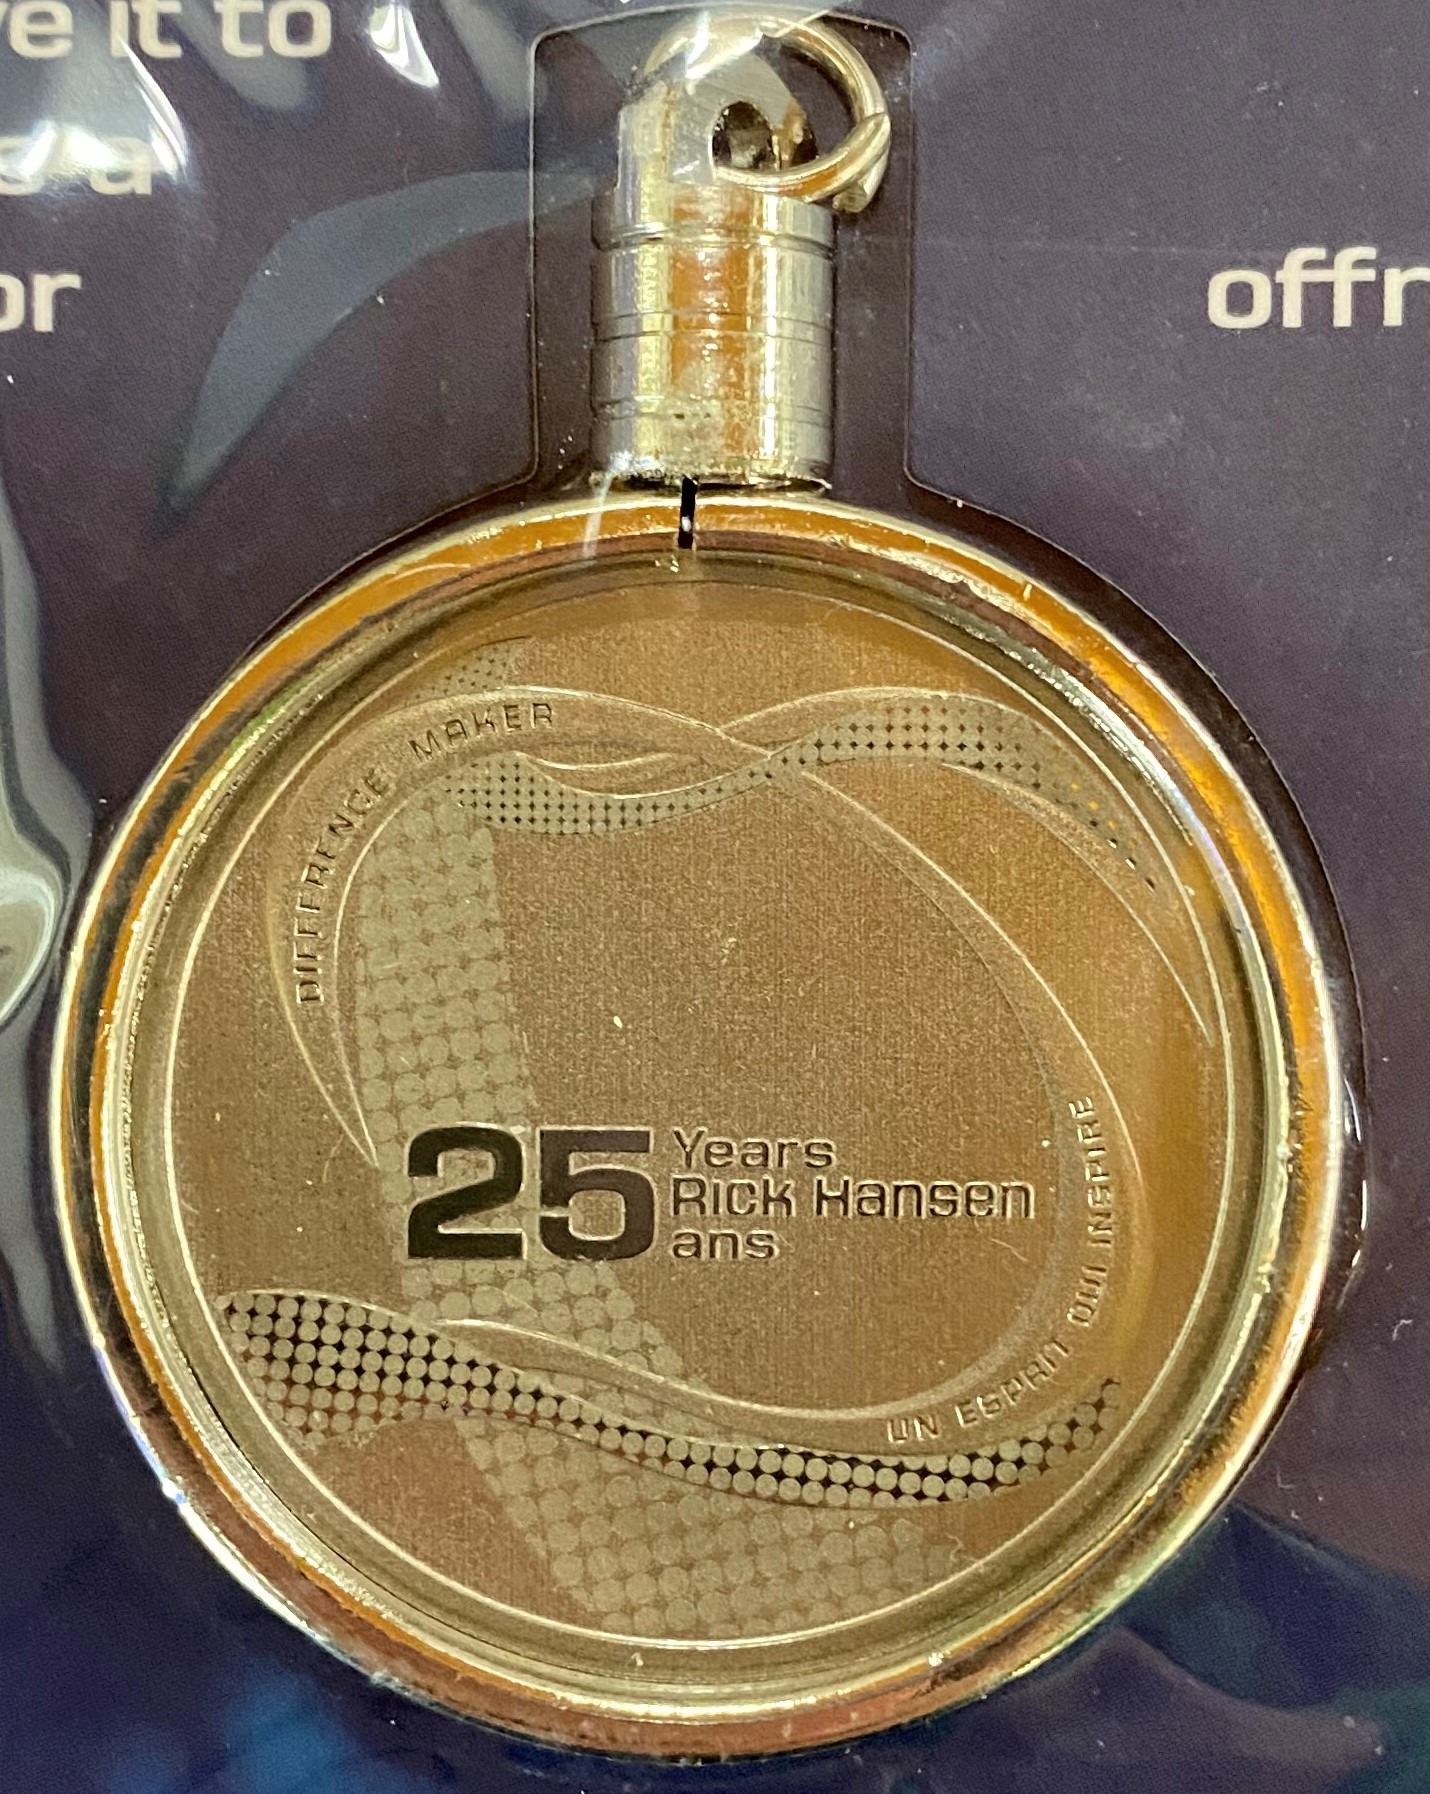 ve it to
s a
or
offr
DIFFERENCE MAKER
25 Years
Rick Hansen
ans
UN ESPRIT QUI INSPIRE